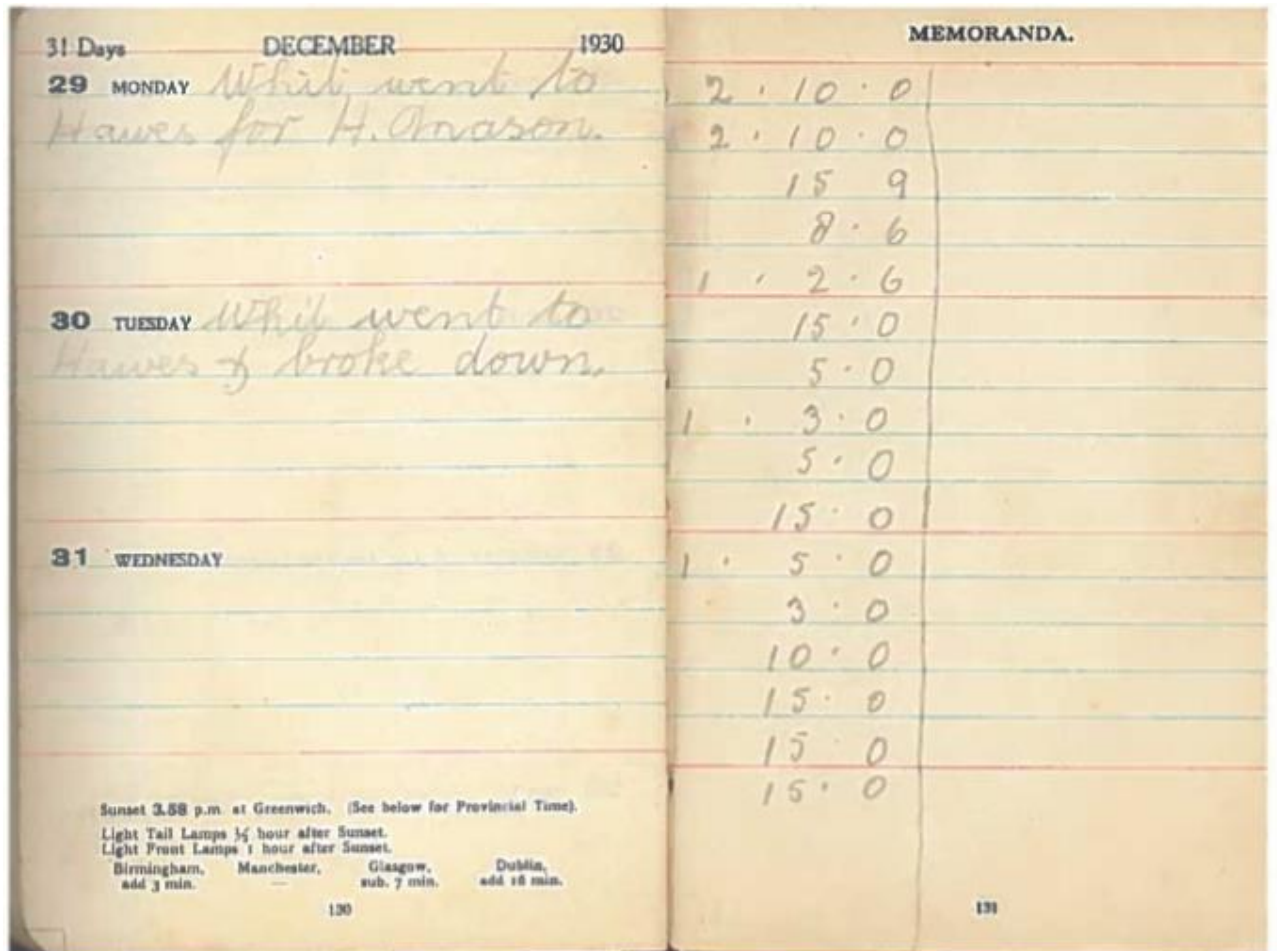 31 Days DECEMBER 1930
29 MONDAY Whit went to
Hawes for H. Mason.
30 TUESDAY Whit went to
Hawes & broke down.
31 WEDNESDAY
Sunset 3.58 p.m. at Greenwich. (See below for Provincial Time).
Light Tail Lamps ½ hour after Sunset.
Light Front Lamps 1 hour after Sunset.
Birmingham, Manchester, Glasgow, Dublin,
add 3 min. — sub. 7 min. add 18 min.
130
MEMORANDA.
2 . 10 . 0
2 . 10 . 0
15 9
8 . 6
1 . 2 . 6
15 . 0
5 . 0
1 . 3 . 0
5 . 0
15 . 0
1 . 5 . 0
3 . 0
10 . 0
15 . 0
15 . 0
15 . 0
131